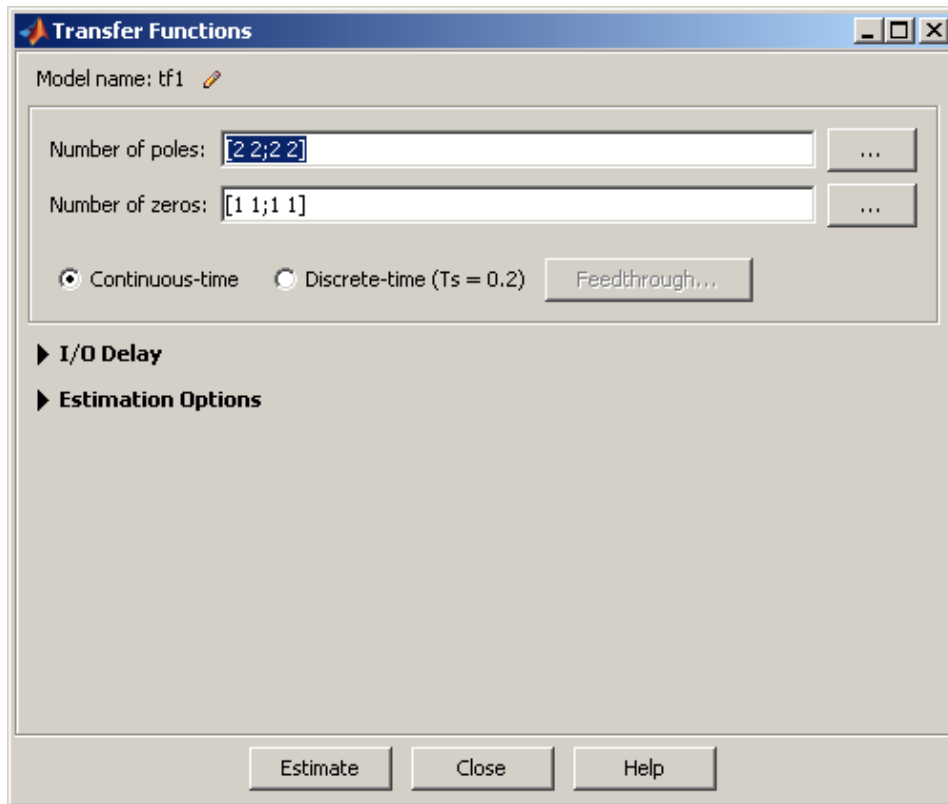 Transfer Functions
Model name: tf1
Number of poles: [2 2;2 2] ...
Number of zeros: [1 1;1 1] ...
Continuous-time Discrete-time (Ts = 0.2) Feedthrough...
I/O Delay
Estimation Options
Estimate Close Help